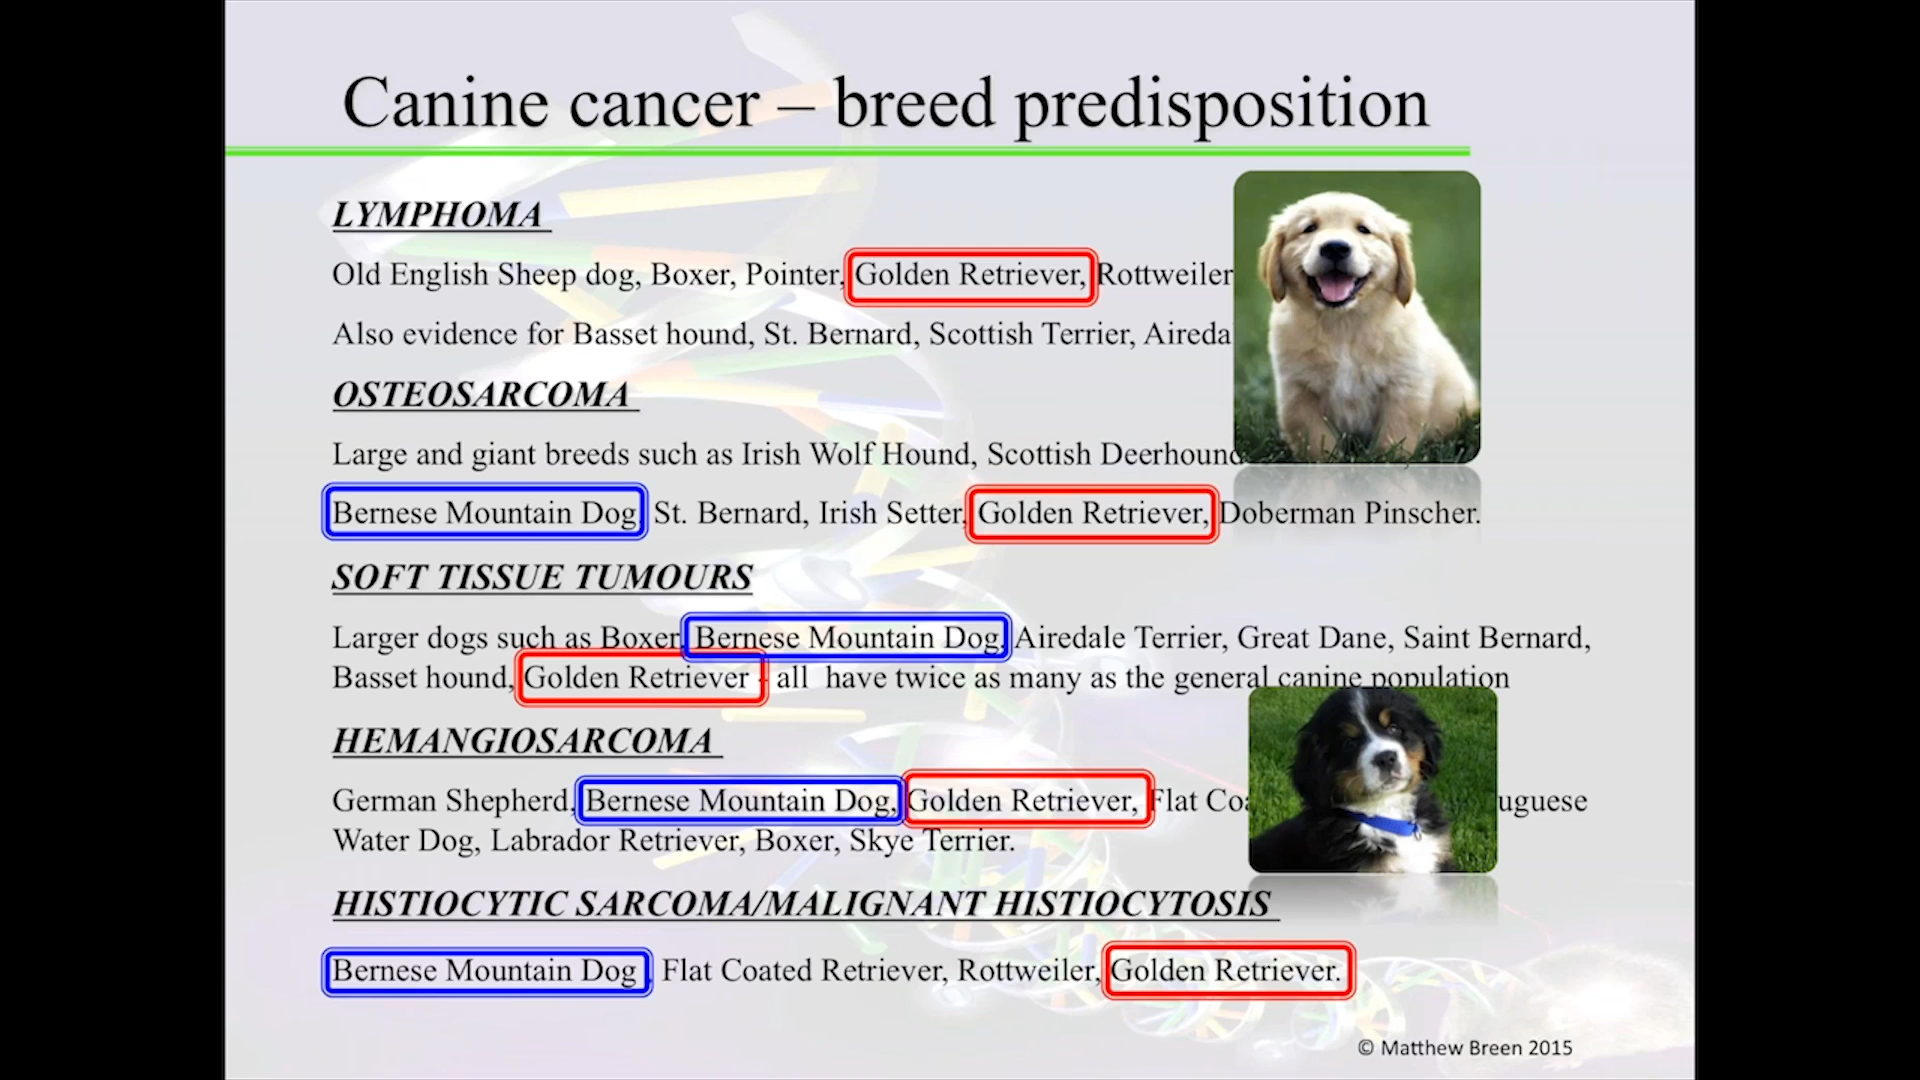 Canine cancer – breed predisposition
LYMPHOMA
Old English Sheep dog, Boxer, Pointer, Golden Retriever, Rottweiler
Also evidence for Basset hound, St. Bernard, Scottish Terrier,
OSTEOSARCOMA
Large and giant breeds such as Irish Wolf Hound, Scottish Deerhound
Bernese Mountain Dog, St. Bernard, Irish Setter, Golden Retriever, Doberman Pinscher.
SOFT TISSUE TUMOURS
Larger dogs such as Boxer, Bernese Mountain Dog, Airedale Terrier, Great Dane, Saint Bernard,
Basset hound, Golden Retriever - all have twice as many as the general canine population
HEMANGIOSARCOMA
German Shepherd, Bernese Mountain Dog, Golden Retriever, Flat
Water Dog, Labrador Retriever, Boxer, Skye Terrier.
HISTIOCYTIC SARCOMA/MALIGNANT HISTIOCYTOSIS
Bernese Mountain Dog , Flat Coated Retriever, Rottweiler, Golden Retriever.
© Matthew Breen 2015